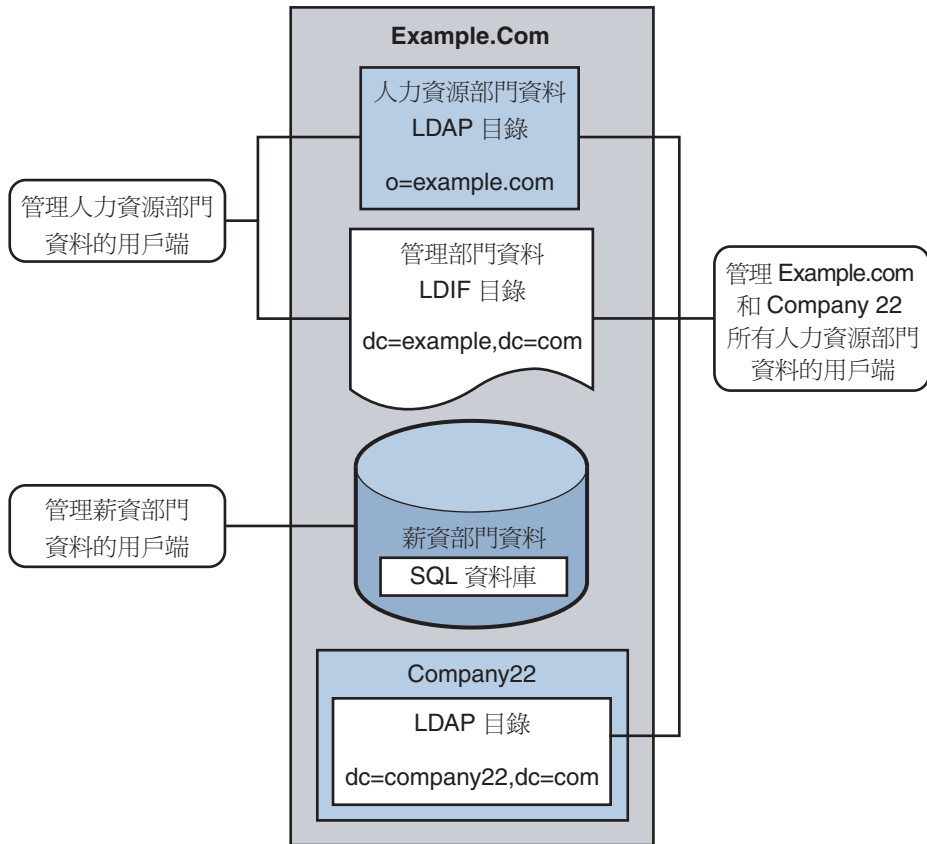 Example.Com
人力資源部門資料
LDAP 目錄
o=example.com
管理人力資源部門
資料的用戶端
管理部門資料
LDIF 目錄
dc=example,dc=com
管理 Example.com
和 Company 22
所有人力資源部門
資料的用戶端
管理薪資部門
資料的用戶端
薪資部門資料
SQL 資料庫
Company22
LDAP 目錄
dc=company22,dc=com